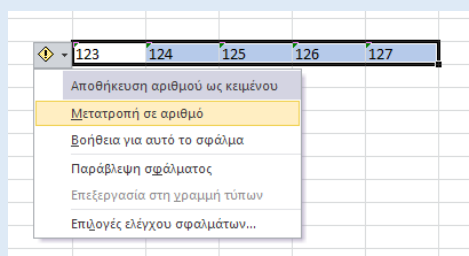 123 124 125 126 127
Αποθήκευση αριθμού ως κειμένου
Μετατροπή σε αριθμό
Βοήθεια για αυτό το σφάλμα
Παράβλεψη σφάλματος
Επεξεργασία στη γραμμή τύπων
Επιλογές ελέγχου σφαλμάτων...